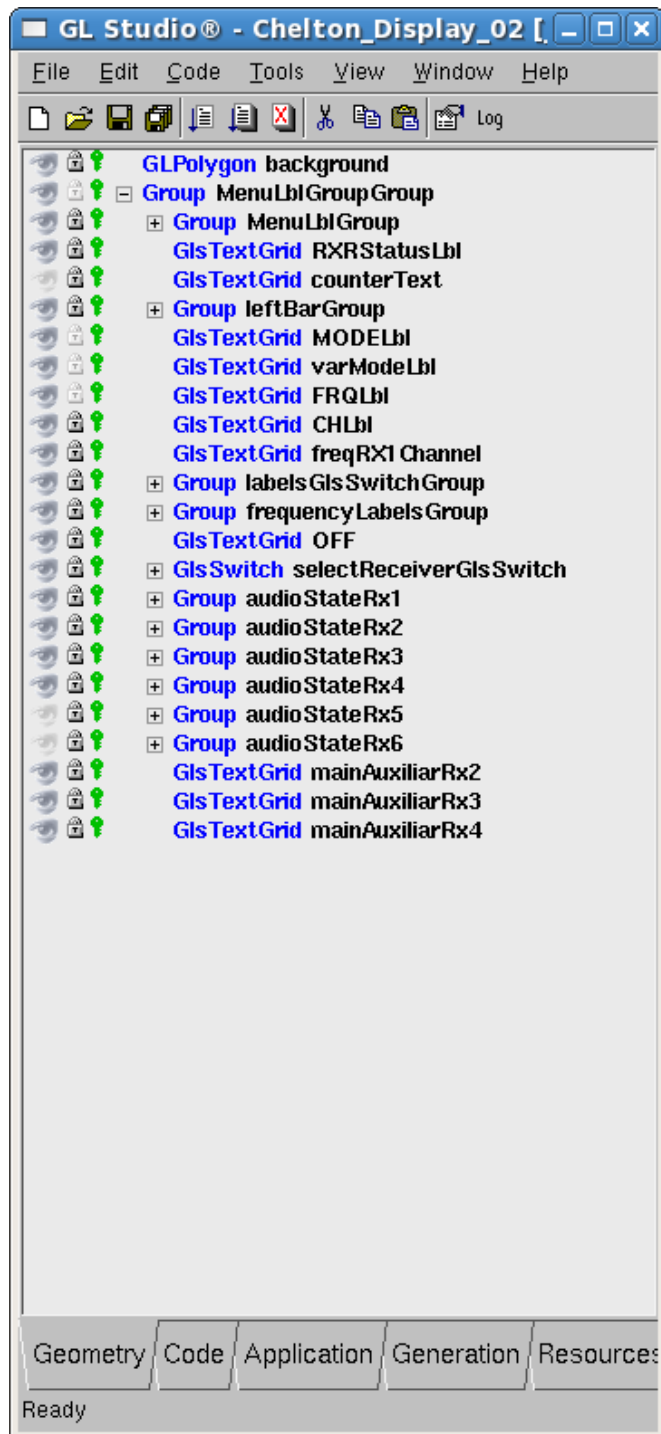 GL Studio® - Chelton_Display_02 [
File Edit Code Tools View Window Help
Log
GLPolygon background
Group MenuLblGroupGroup
Group MenuLblGroup
GlsTextGrid RXRStatusLbl
GlsTextGrid counterText
Group leftBarGroup
GlsTextGrid MODELbl
GlsTextGrid varModeLbl
GlsTextGrid FRQLbl
GlsTextGrid CHLbl
GlsTextGrid freqRX1Channel
Group labelsGlsSwitchGroup
Group frequencyLabelsGroup
GlsTextGrid OFF
GlsSwitch selectReceiverGlsSwitch
Group audioStateRx1
Group audioStateRx2
Group audioStateRx3
Group audioStateRx4
Group audioStateRx5
Group audioStateRx6
GlsTextGrid mainAuxiliarRx2
GlsTextGrid mainAuxiliarRx3
GlsTextGrid mainAuxiliarRx4
Geometry Code Application Generation Resources
Ready